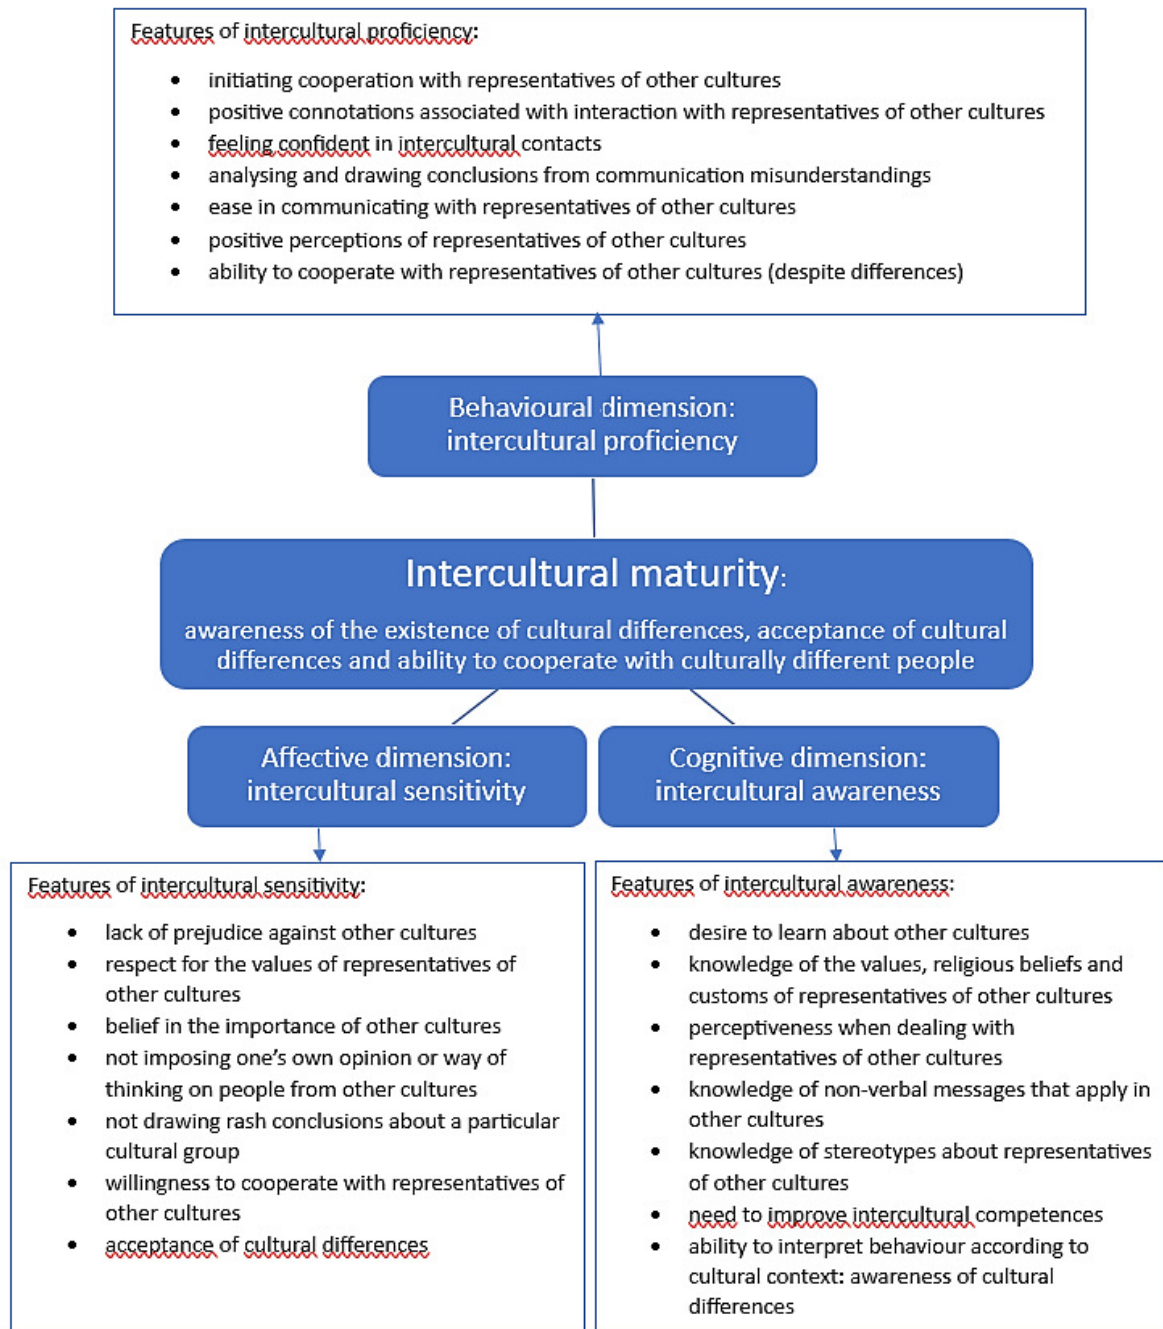 Features of intercultural proficiency:
• initiating cooperation with representatives of other cultures
• positive connotations associated with interaction with representatives of other cultures
• feeling confident in intercultural contacts
• analysing and drawing conclusions from communication misunderstandings
• ease in communicating with representatives of other cultures
• positive perceptions of representatives of other cultures
• ability to cooperate with representatives of other cultures (despite differences)
Behavioural dimension:
intercultural proficiency
Intercultural maturity:
awareness of the existence of cultural differences, acceptance of cultural
differences and ability to cooperate with culturally different people
Affective dimension:
intercultural sensitivity
Cognitive dimension:
intercultural awareness
Features of intercultural sensitivity:
• lack of prejudice against other cultures
• respect for the values of representatives of
other cultures
• belief in the importance of other cultures
• not imposing one's own opinion or way of
thinking on people from other cultures
• not drawing rash conclusions about a particular
cultural group
• willingness to cooperate with representatives of
other cultures
• acceptance of cultural differences
Features of intercultural awareness:
• desire to learn about other cultures
• knowledge of the values, religious beliefs and
customs of representatives of other cultures
• perceptiveness when dealing with
representatives of other cultures
• knowledge of non-verbal messages that apply in
other cultures
• knowledge of stereotypes about representatives
of other cultures
• need to improve intercultural competences
• ability to interpret behaviour according to
cultural context: awareness of cultural
differences